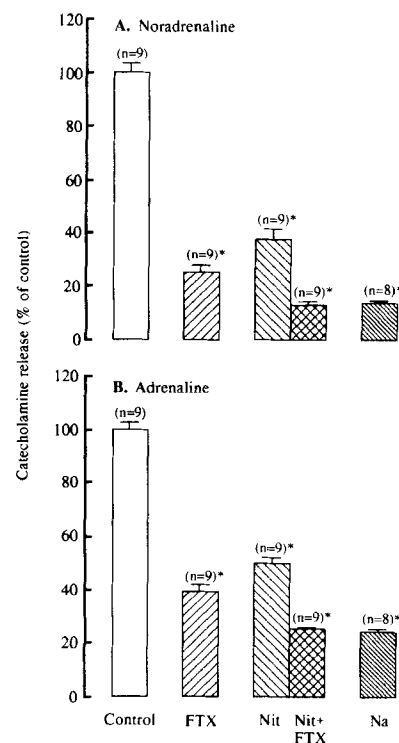 Catecholamine release (% of control)
A. Noradrenaline
120
100
80
60
40
20
0
(n=9)
(n=9)*
(n=9)*
(n=9)*
(n=8)*
B. Adrenaline
120
100
80
60
40
20
0
(n=9)
(n=9)*
(n=9)*
(n=9)*
(n=8)*
Control FTX Nit Nit+ Na
FTX